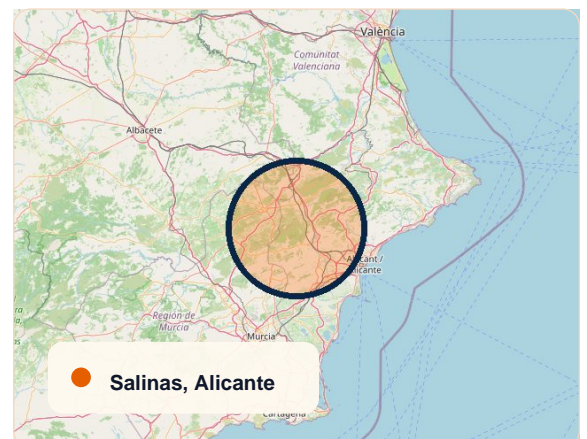 València
Comunitat
Valenciana
Albacete
Alacant /
Alicante
Región de
Murcia
Murcia
Salinas, Alicante
Cartagena